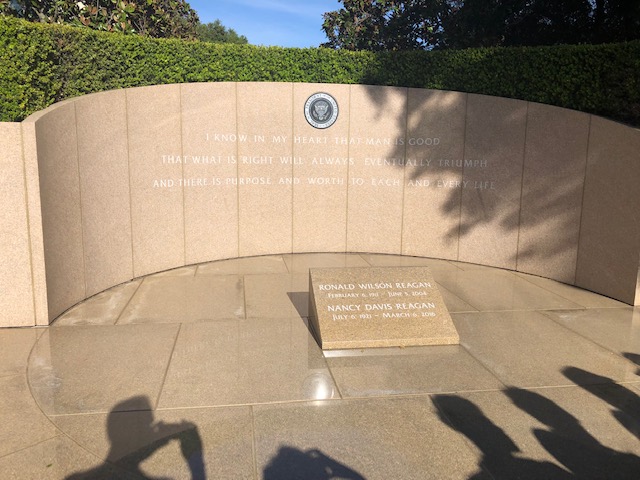 I KNOW IN MY HEART THAT MAN IS GOOD
THAT WHAT IS RIGHT WILL ALWAYS EVENTUALLY TRIUMPH
AND THERE IS PURPOSE AND WORTH TO EACH AND EVERY LIFE
RONALD WILSON REAGAN
FEBRUARY 6, 1911 ~ JUNE 5, 2004
NANCY DAVIS REAGAN
JULY 6, 1921 ~ MARCH 6, 2016